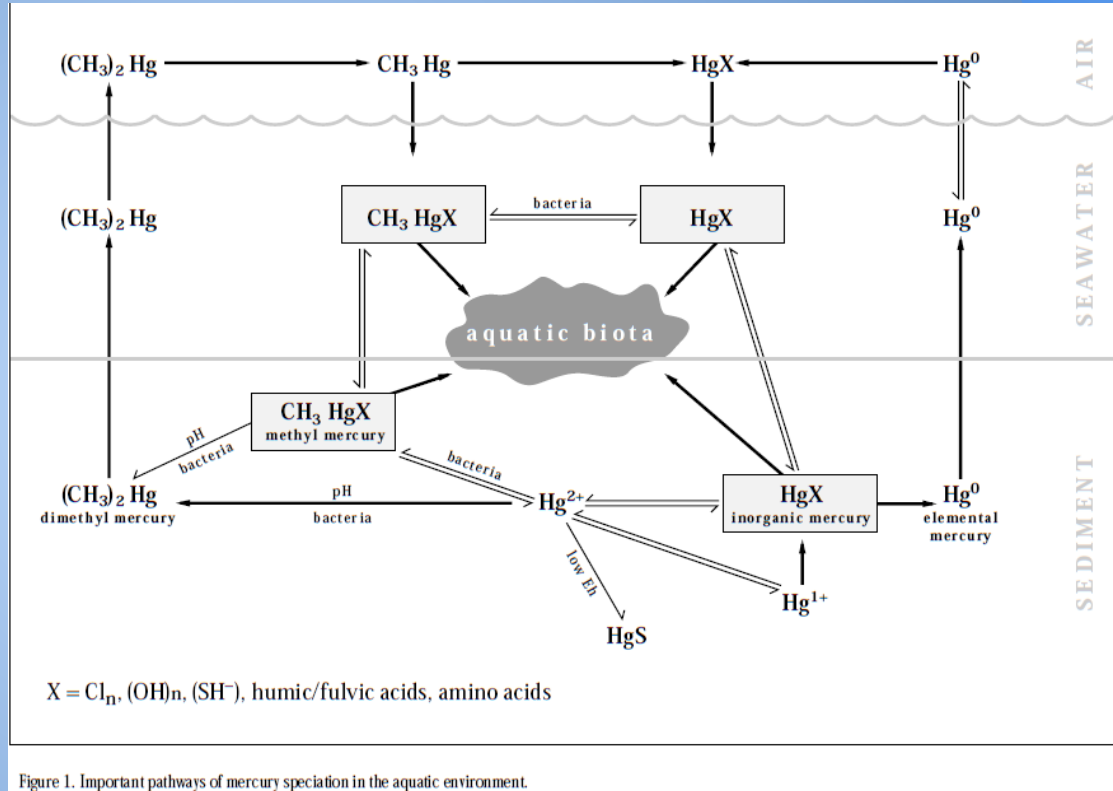 (CH₃)₂ Hg CH₃ Hg HgX Hg⁰
AIR
(CH₃)₂ Hg CH₃ HgX bacteria HgX Hg⁰
SEAWATER
aquatic biota
CH₃ HgX
methyl mercury
pH
bacteria
bacteria
(CH₃)₂ Hg
dimethyl mercury
pH
bacteria
Hg²⁺
HgX
inorganic mercury
Hg⁰
elemental
mercury
SEDIMENT
low Eh
Hg¹⁺
HgS
X = Clₙ, (OH)n, (SH⁻), humic/fulvic acids, amino acids
Figure 1. Important pathways of mercury speciation in the aquatic environment.